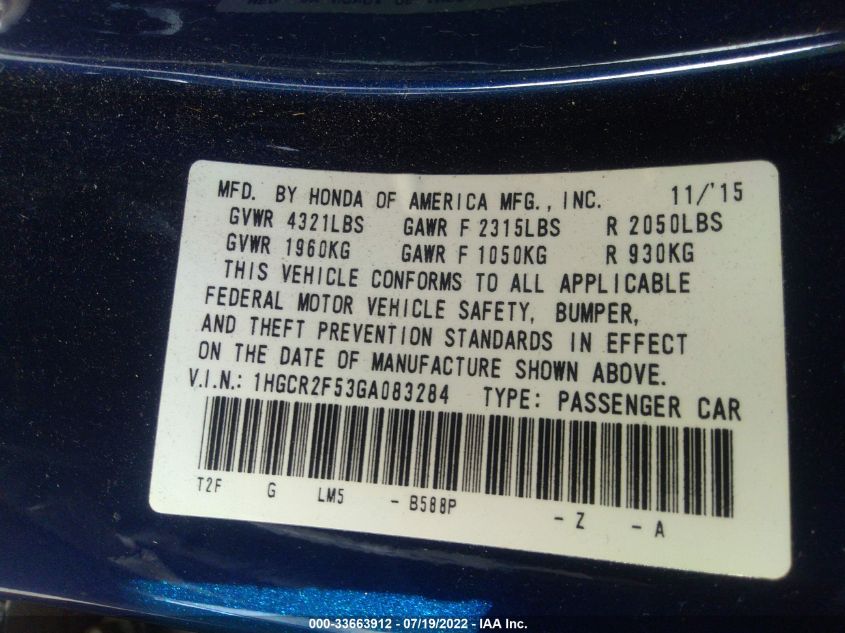 MFD. BY HONDA OF AMERICA MFG., INC. 11/'15
GVWR 4321LBS GAWR F 2315LBS R 2050LBS
GVWR 1960KG GAWR F 1050KG R 930KG
THIS VEHICLE CONFORMS TO ALL APPLICABLE
FEDERAL MOTOR VEHICLE SAFETY, BUMPER,
AND THEFT PREVENTION STANDARDS IN EFFECT
ON THE DATE OF MANUFACTURE SHOWN ABOVE.
V.I.N.: 1HGCR2F53GA083284 TYPE: PASSENGER CAR
T2F G LM5 - B588P - Z - A
000-33663912 - 07/19/2022 - IAA Inc.